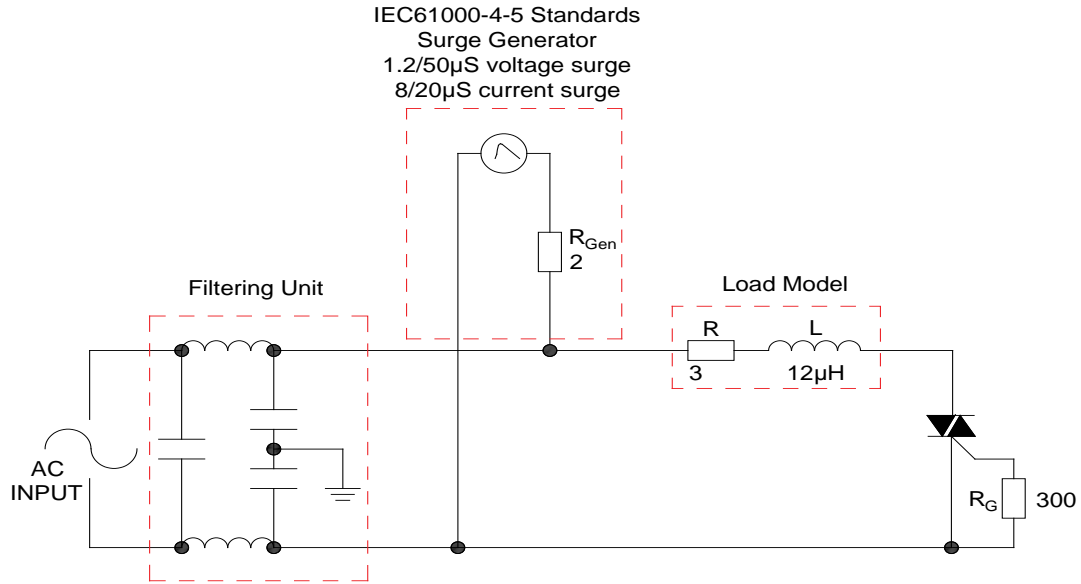 IEC61000-4-5 Standards
Surge Generator
1.2/50µS voltage surge
8/20µS current surge
RGen
2
Filtering Unit
Load Model
R
L
3
12µH
AC
INPUT
RG
300